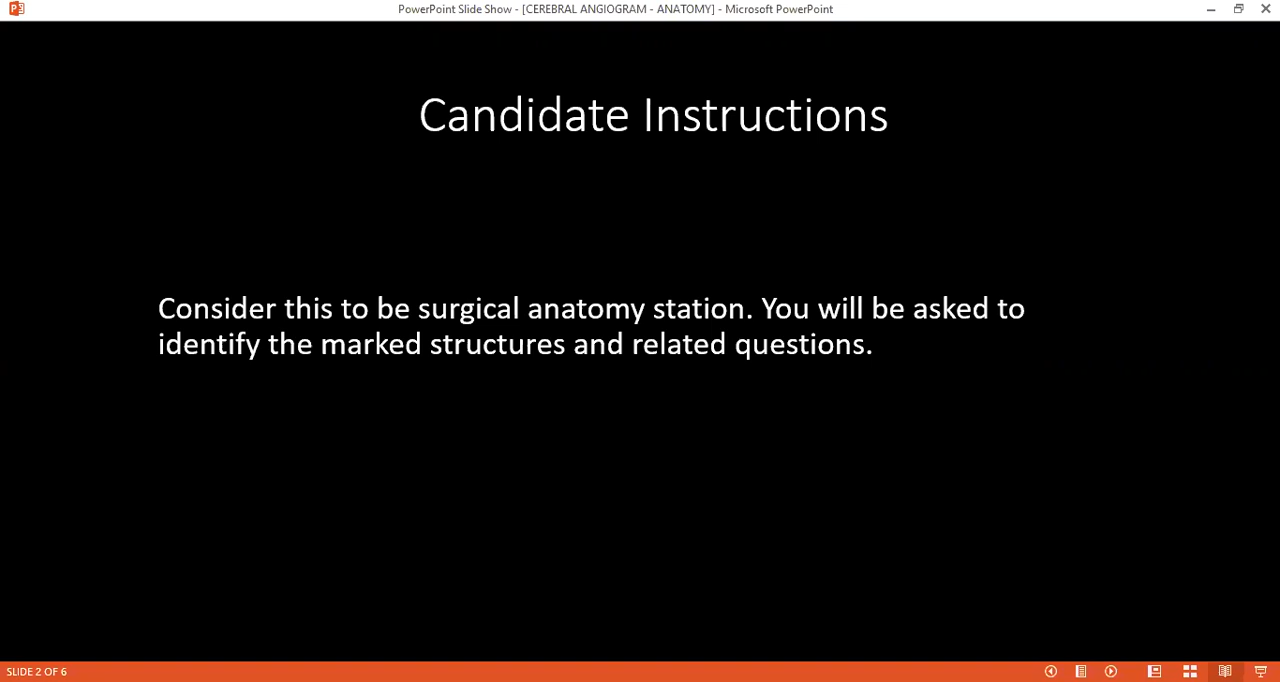 PowerPoint Slide Show - [CEREBRAL ANGIOGRAM - ANATOMY] - Microsoft PowerPoint
Candidate Instructions
Consider this to be surgical anatomy station. You will be asked to
identify the marked structures and related questions.
SLIDE 2 OF 6